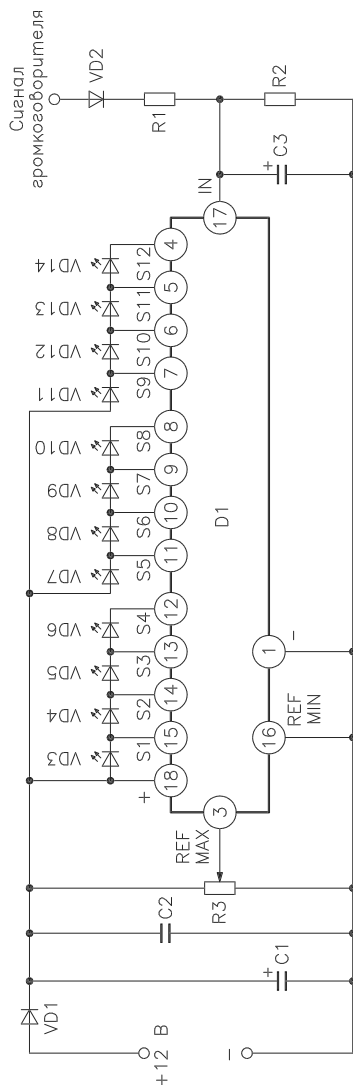 +12 В
−
VD1
C1
+
C2
R3
REF
MAX
3
18
+
15
S1
14
S2
13
S3
12
S4
11
S5
10
S6
9
S7
8
S8
7
S9
6
S10
5
S11
4
S12
VD3
VD4
VD5
VD6
VD7
VD8
VD9
VD10
VD11
VD12
VD13
VD14
D1
16
REF
MIN
1
−
17
IN
+
C3
R1
R2
VD2
Сигнал
громкоговорителя